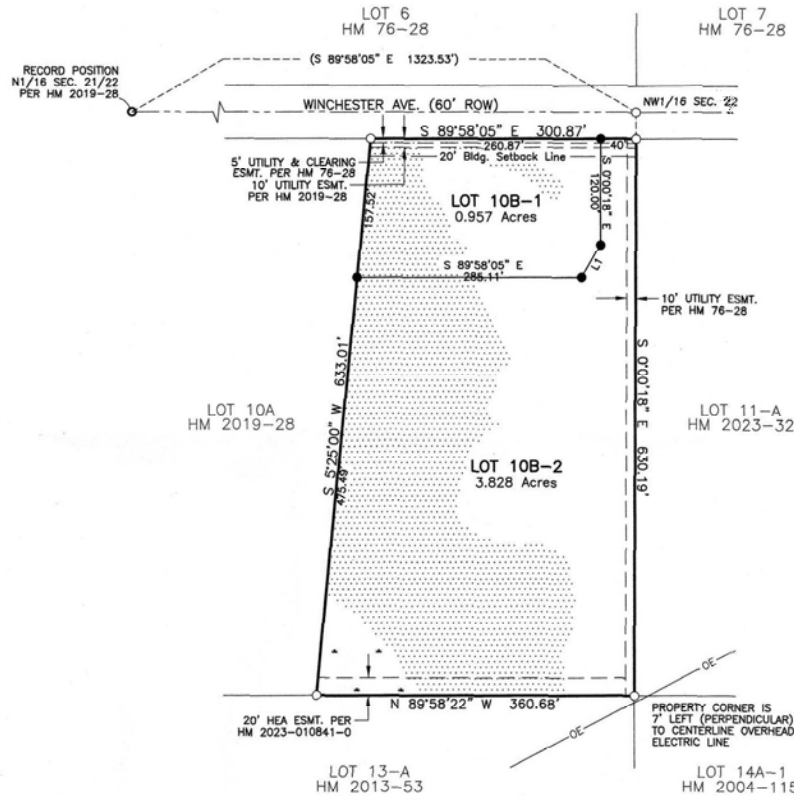 LOT 6
HM 76-28
LOT 7
HM 76-28
(S 89°58'05" E 1323.53')
RECORD POSITION
N1/16 SEC. 21/22
PER HM 2019-28
WINCHESTER AVE. (60' ROW)
NW1/16 SEC. 22
S 89°58'05" E 300.87'
260.87'
40'
20' Bldg. Setback Line
5' UTILITY & CLEARING
ESMT. PER HM 76-28
10' UTILITY ESMT.
PER HM 2019-28
157.52'
LOT 10B-1
0.957 Acres
S 0°00'18" E
120.00'
S 89°58'05" E
285.11'
L1
10' UTILITY ESMT.
PER HM 76-28
S 5°25'00" W 633.01'
475.49'
S 0°00'18" E 630.19'
LOT 10A
HM 2019-28
LOT 11-A
HM 2023-32
LOT 10B-2
3.828 Acres
OE
OE
N 89°58'22" W 360.68'
20' HEA ESMT. PER
HM 2023-010841-0
PROPERTY CORNER IS
7' LEFT (PERPENDICULAR)
TO CENTERLINE OVERHEAD
ELECTRIC LINE
LOT 13-A
HM 2013-53
LOT 14A-1
HM 2004-115